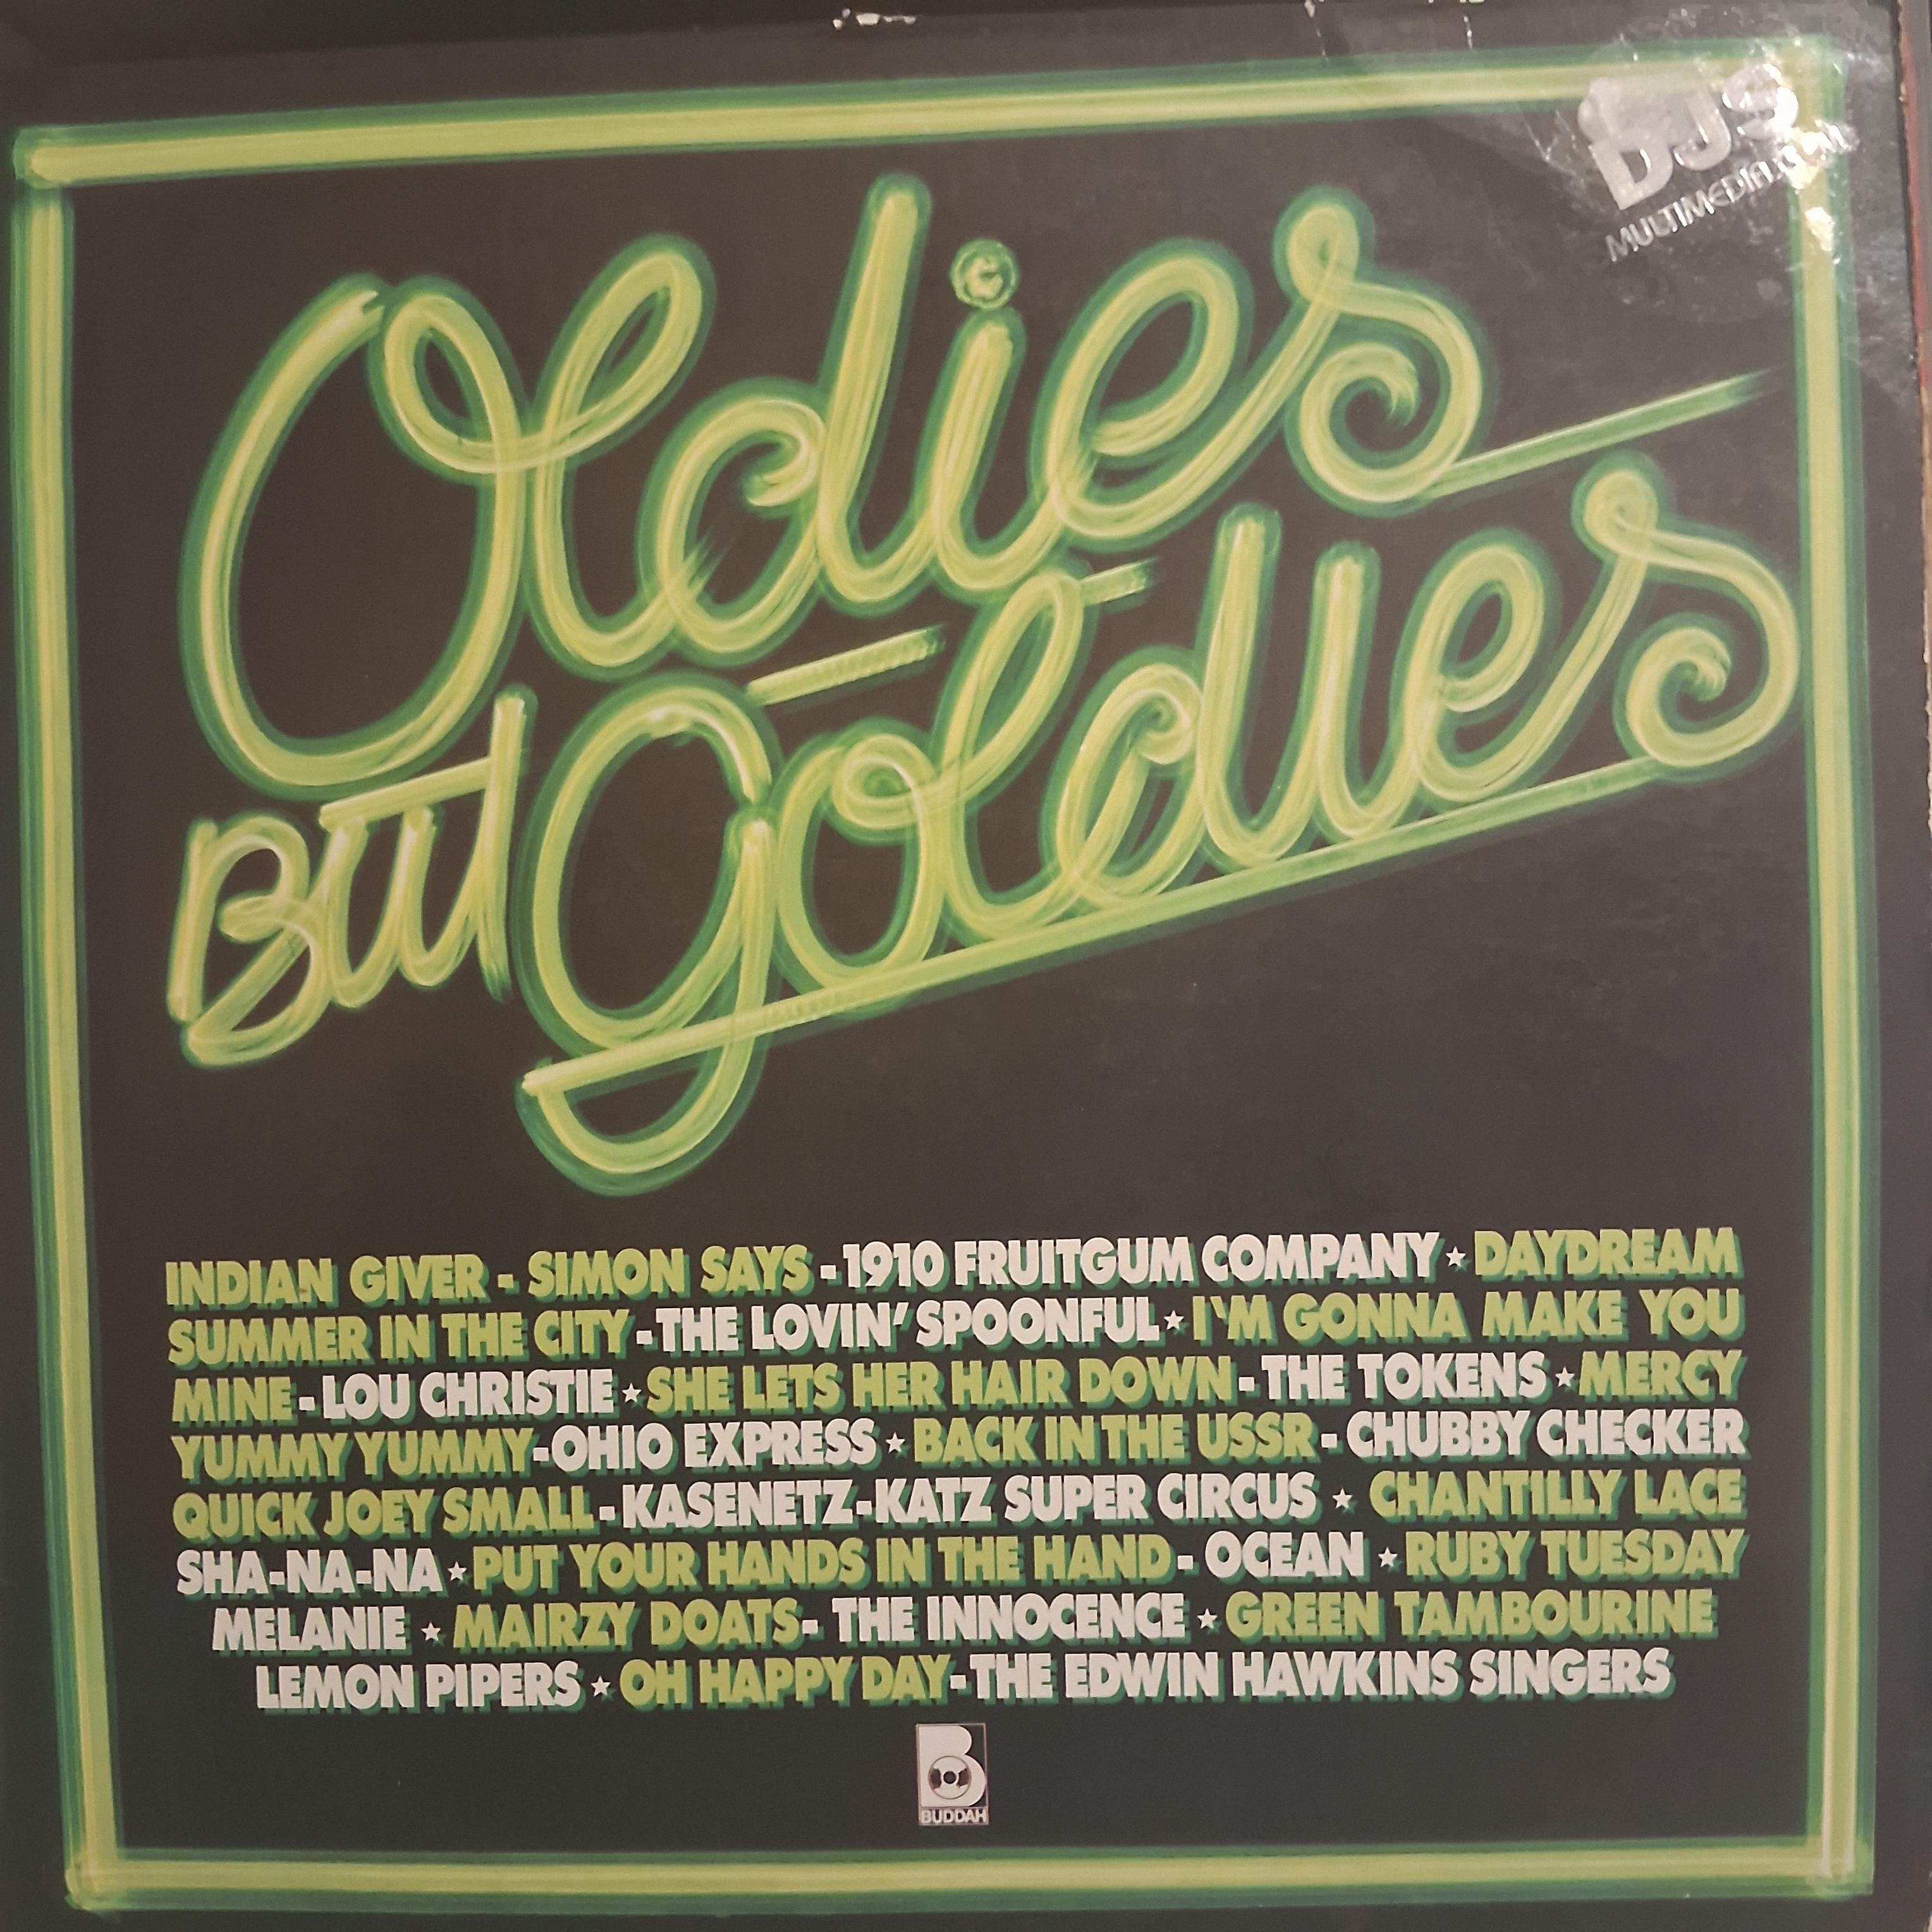 DJS
MULTIMEDIA.COM
Oldies
But Goldies
INDIAN GIVER - SIMON SAYS - 1910 FRUITGUM COMPANY ★ DAYDREAM
SUMMER IN THE CITY - THE LOVIN' SPOONFUL ★ I'M GONNA MAKE YOU
MINE - LOU CHRISTIE ★ SHE LETS HER HAIR DOWN - THE TOKENS ★ MERCY
YUMMY YUMMY - OHIO EXPRESS ★ BACK IN THE USSR - CHUBBY CHECKER
QUICK JOEY SMALL - KASENETZ-KATZ SUPER CIRCUS ★ CHANTILLY LACE
SHA-NA-NA ★ PUT YOUR HANDS IN THE HAND - OCEAN ★ RUBY TUESDAY
MELANIE ★ MAIRZY DOATS - THE INNOCENCE ★ GREEN TAMBOURINE
LEMON PIPERS ★ OH HAPPY DAY - THE EDWIN HAWKINS SINGERS
B
BUDDAH